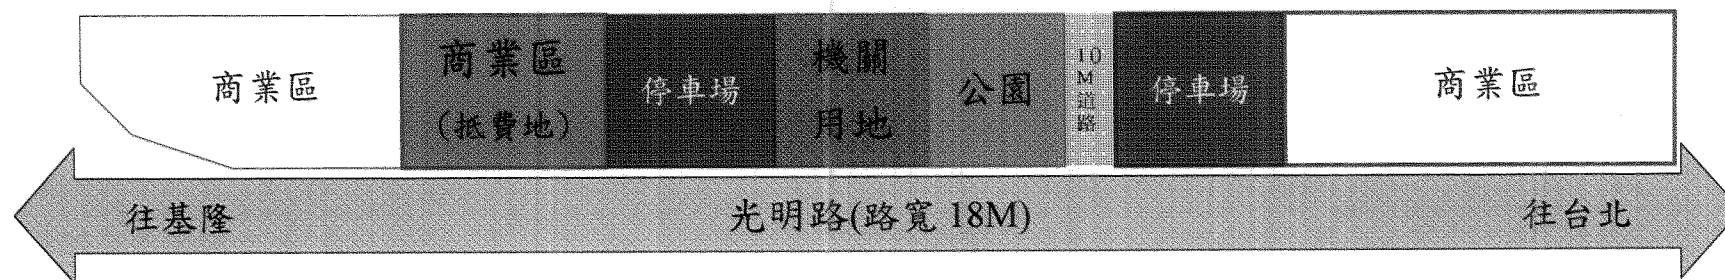 商業區
商業區
（抵費地）
停車場
機關
用地
公園
10
M
道
路
停車場
商業區
往基隆
光明路(路寬 18M)
往台北